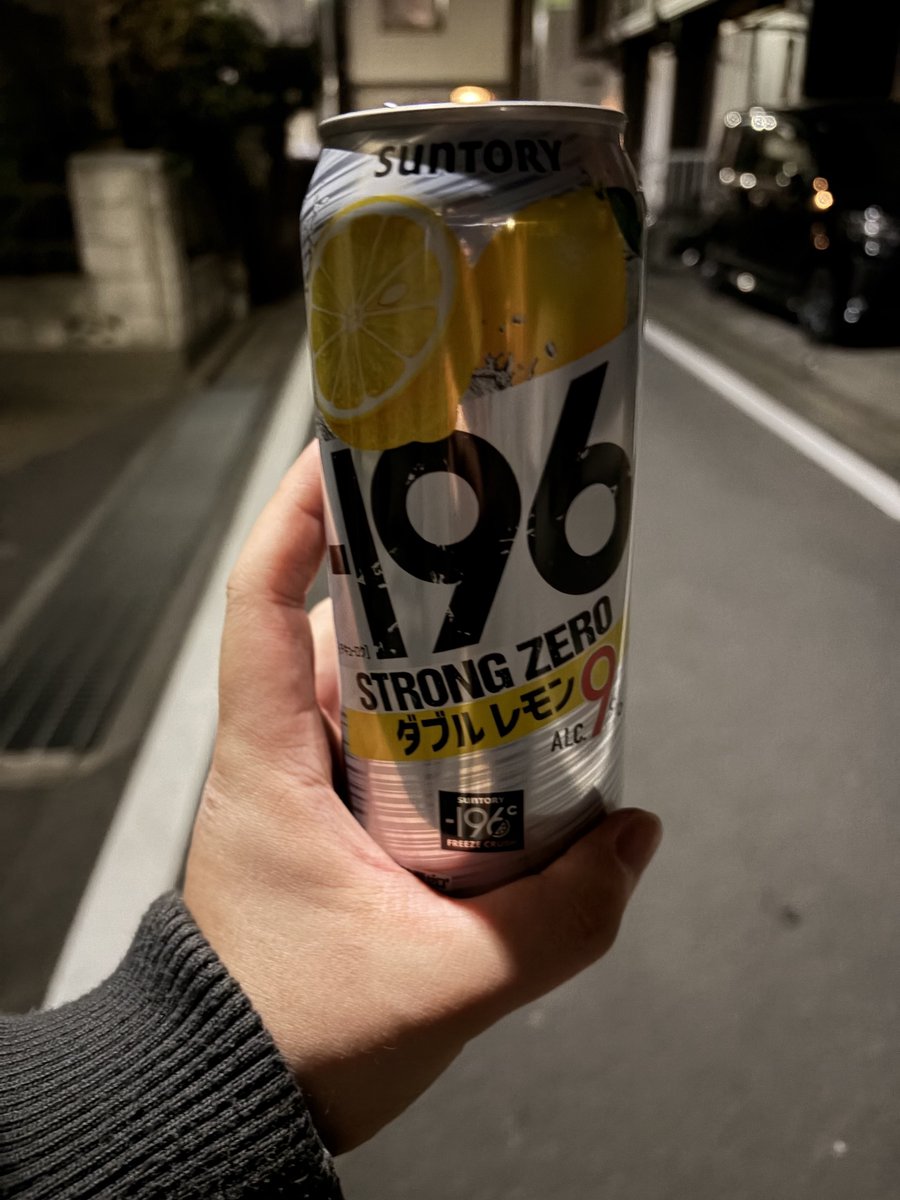 SUNTORY
-196
STRONG ZERO
ダブルレモン
ALC. 9%
SUNTORY
-196°C
FREEZE CRUSH